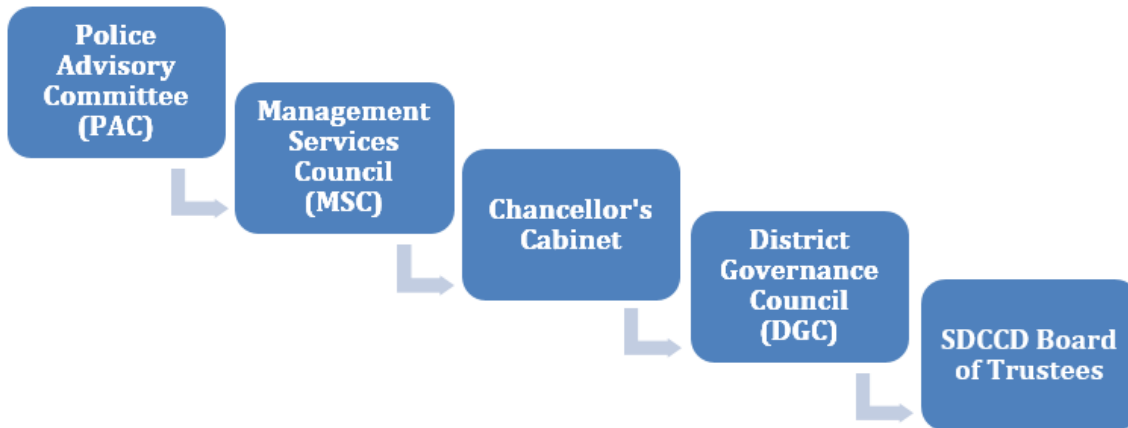 Police
Advisory
Committee
(PAC)
Management
Services
Council
(MSC)
Chancellor's
Cabinet
District
Governance
Council
(DGC)
SDCCD Board
of Trustees